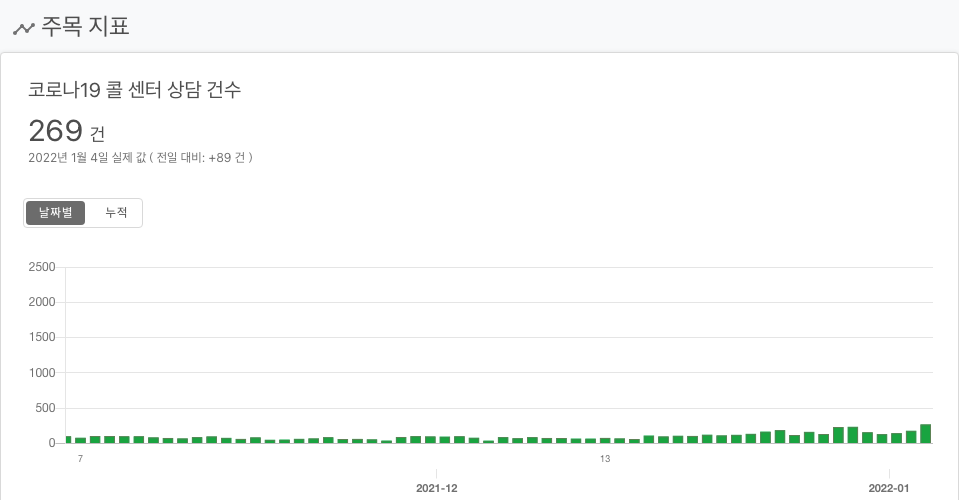 주목 지표
코로나19 콜 센터 상담 건수
269 건
2022년 1월 4일 실제 값 ( 전일 대비: +89 건 )
날짜별 누적
2500
2000
1500
1000
500
0
7 13
2021-12 2022-01